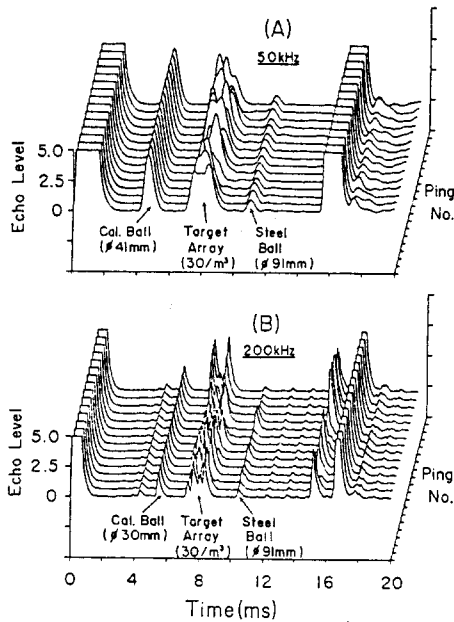 (A)
50kHz
Echo Level
5.0
2.5
0
Cal. Ball
(ø41mm)
Target
Array
(30/m³)
Steel
Ball
(ø91mm)
Ping
No.
(B)
200kHz
Echo Level
5.0
2.5
0
Cal. Ball
(ø30mm)
Target
Array
(30/m³)
Steel
Ball
(ø91mm)
Ping
No.
0 4 8 12 16 20
Time(ms)